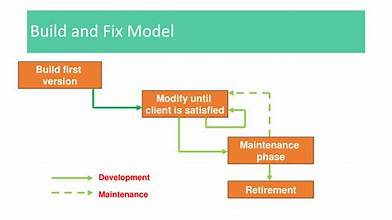 Build and Fix Model
Build first
version
Modify until
client is satisfied
Maintenance
phase
Retirement
Development
Maintenance